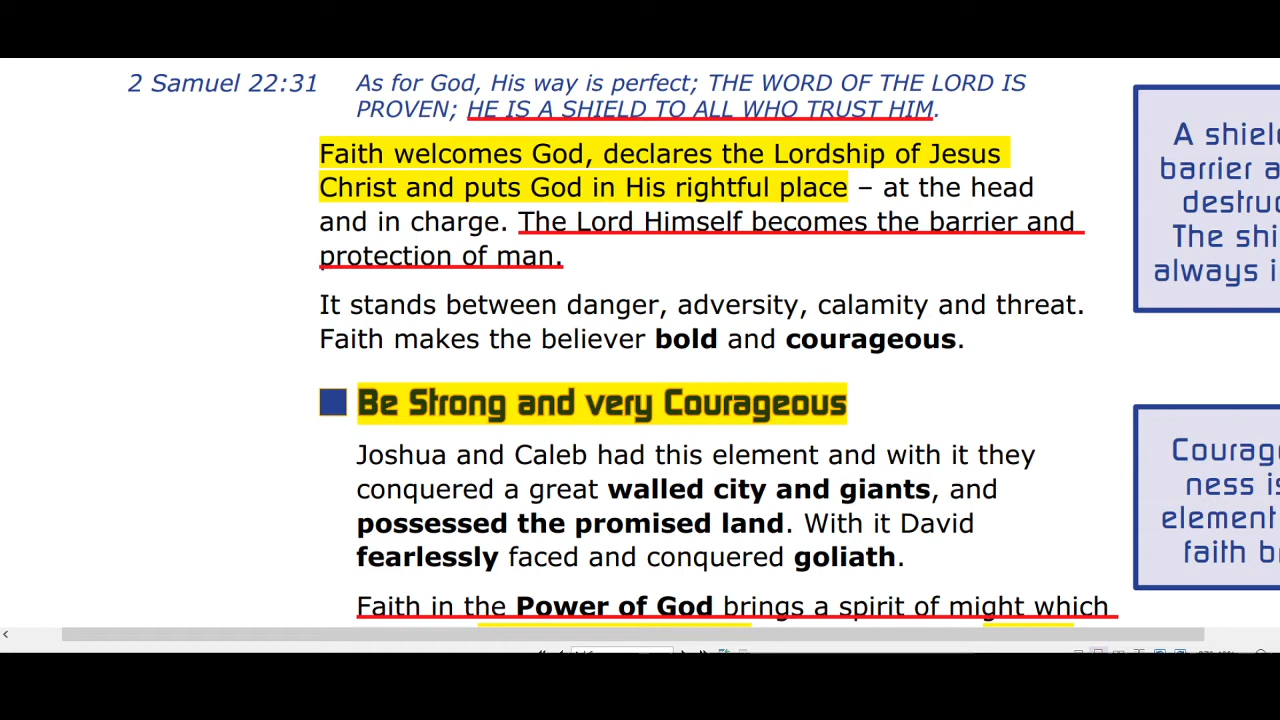 2 Samuel 22:31 As for God, His way is perfect; THE WORD OF THE LORD IS
PROVEN; HE IS A SHIELD TO ALL WHO TRUST HIM.
Faith welcomes God, declares the Lordship of Jesus
Christ and puts God in His rightful place – at the head
and in charge. The Lord Himself becomes the barrier and
protection of man.
It stands between danger, adversity, calamity and threat.
Faith makes the believer bold and courageous.
Be Strong and very Courageous
Joshua and Caleb had this element and with it they
conquered a great walled city and giants, and
possessed the promised land. With it David
fearlessly faced and conquered goliath.
Faith in the Power of God brings a spirit of might which
A shiel
barrier a
destruc
The shi
always i
Courag
ness is
element
faith b